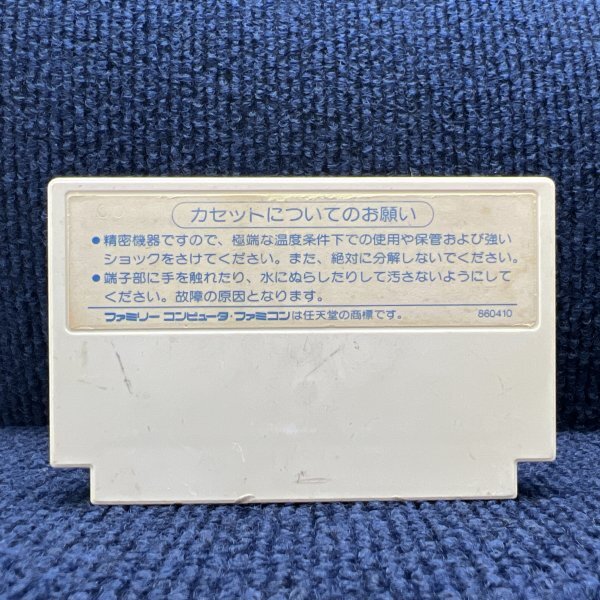 カセットについてのお願い
●精密機器ですので、極端な温度条件下での使用や保管および強い
ショックをさけてください。また、絶対に分解しないでください。
●端子部に手を触れたり、水にぬらしたりして汚さないようにして
ください。故障の原因となります。
ファミリーコンピュータ・ファミコンは任天堂の商標です。 860410